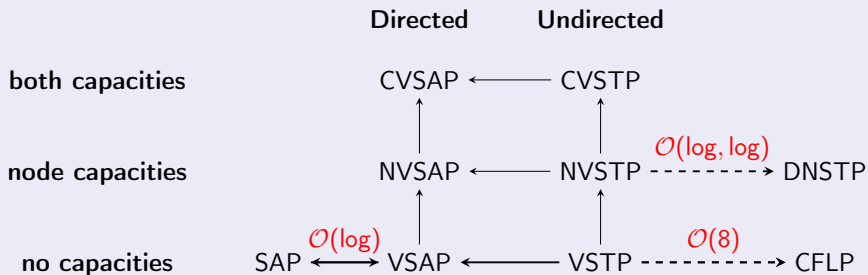 Directed Undirected
both capacities CVSAP CVSTP
O(log, log)
node capacities NVSAP NVSTP DNSTP
O(log) O(8)
no capacities SAP VSAP VSTP CFLP